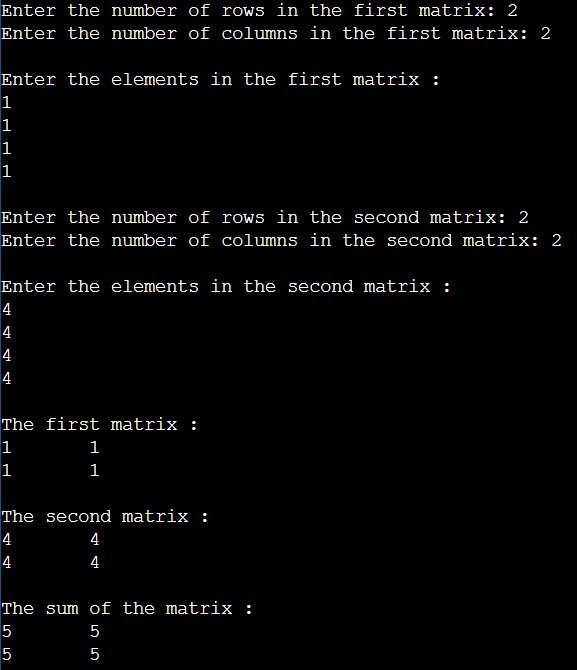 Enter the number of rows in the first matrix: 2
Enter the number of columns in the first matrix: 2
Enter the elements in the first matrix :
1
1
1
1
Enter the number of rows in the second matrix: 2
Enter the number of columns in the second matrix: 2
Enter the elements in the second matrix :
4
4
4
4
The first matrix :
1 1
1 1
The second matrix :
4 4
4 4
The sum of the matrix :
5 5
5 5